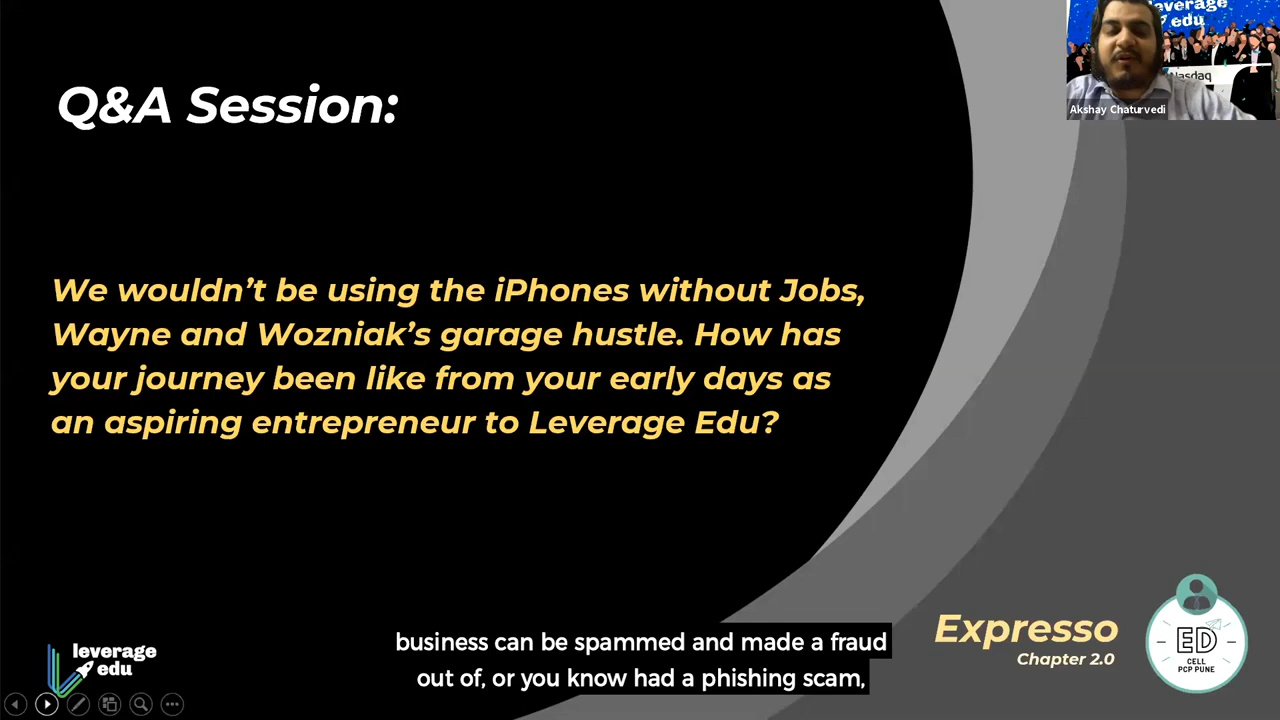 leverage
edu
Nasdaq
Akshay Chaturvedi
Q&A Session:
We wouldn't be using the iPhones without Jobs,
Wayne and Wozniak's garage hustle. How has
your journey been like from your early days as
an aspiring entrepreneur to Leverage Edu?
business can be spammed and made a fraud
out of, or you know had a phishing scam,
leverage
edu
Expresso
Chapter 2.0
ED
CELL
PCP PUNE